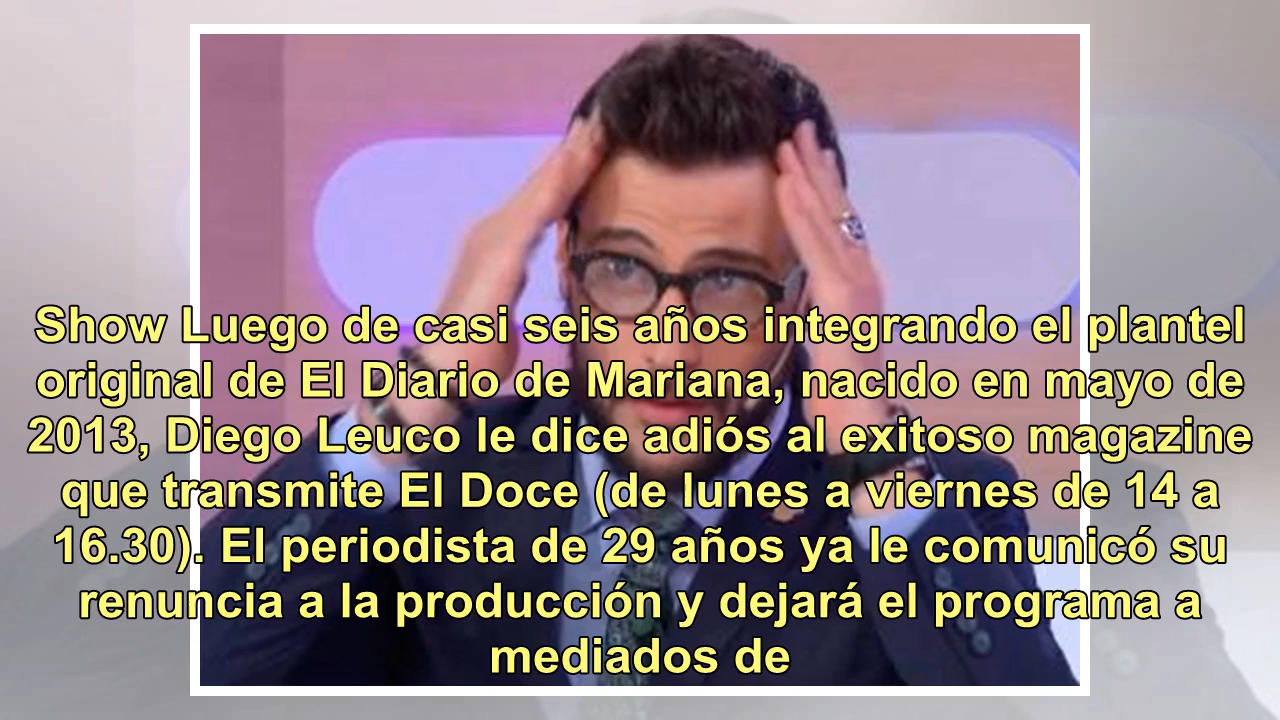 Show Luego de casi seis años integrando el plantel
original de El Diario de Mariana, nacido en mayo de
2013, Diego Leuco le dice adiós al exitoso magazine
que transmite El Doce (de lunes a viernes de 14 a
16.30). El periodista de 29 años ya le comunicó su
renuncia a la producción y dejará el programa a
mediados de